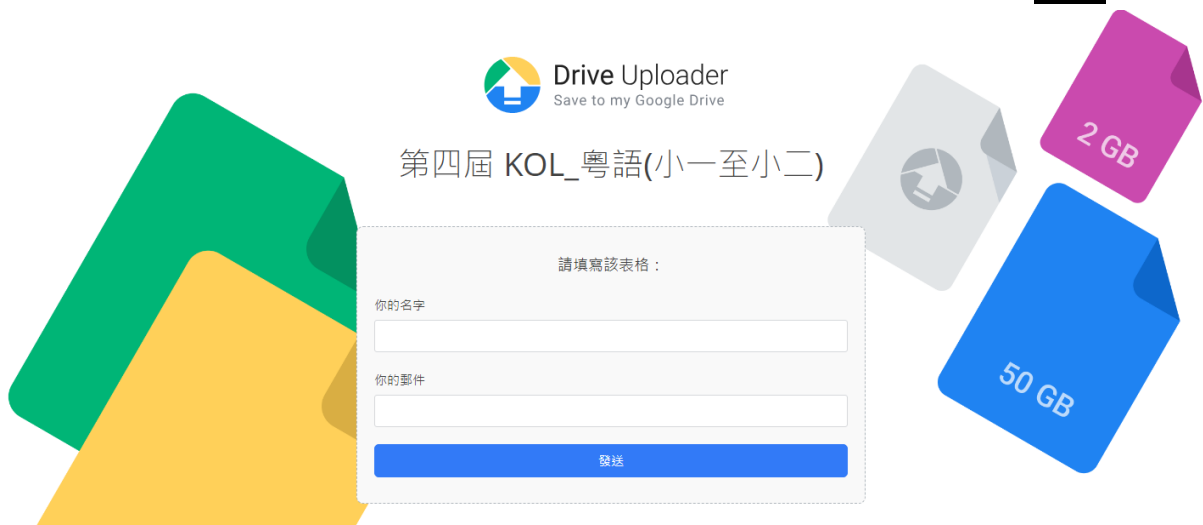 Drive Uploader
Save to my Google Drive
第四屆 KOL_粵語(小一至小二)
2 GB
請填寫該表格：
你的名字
你的郵件
50 GB
發送